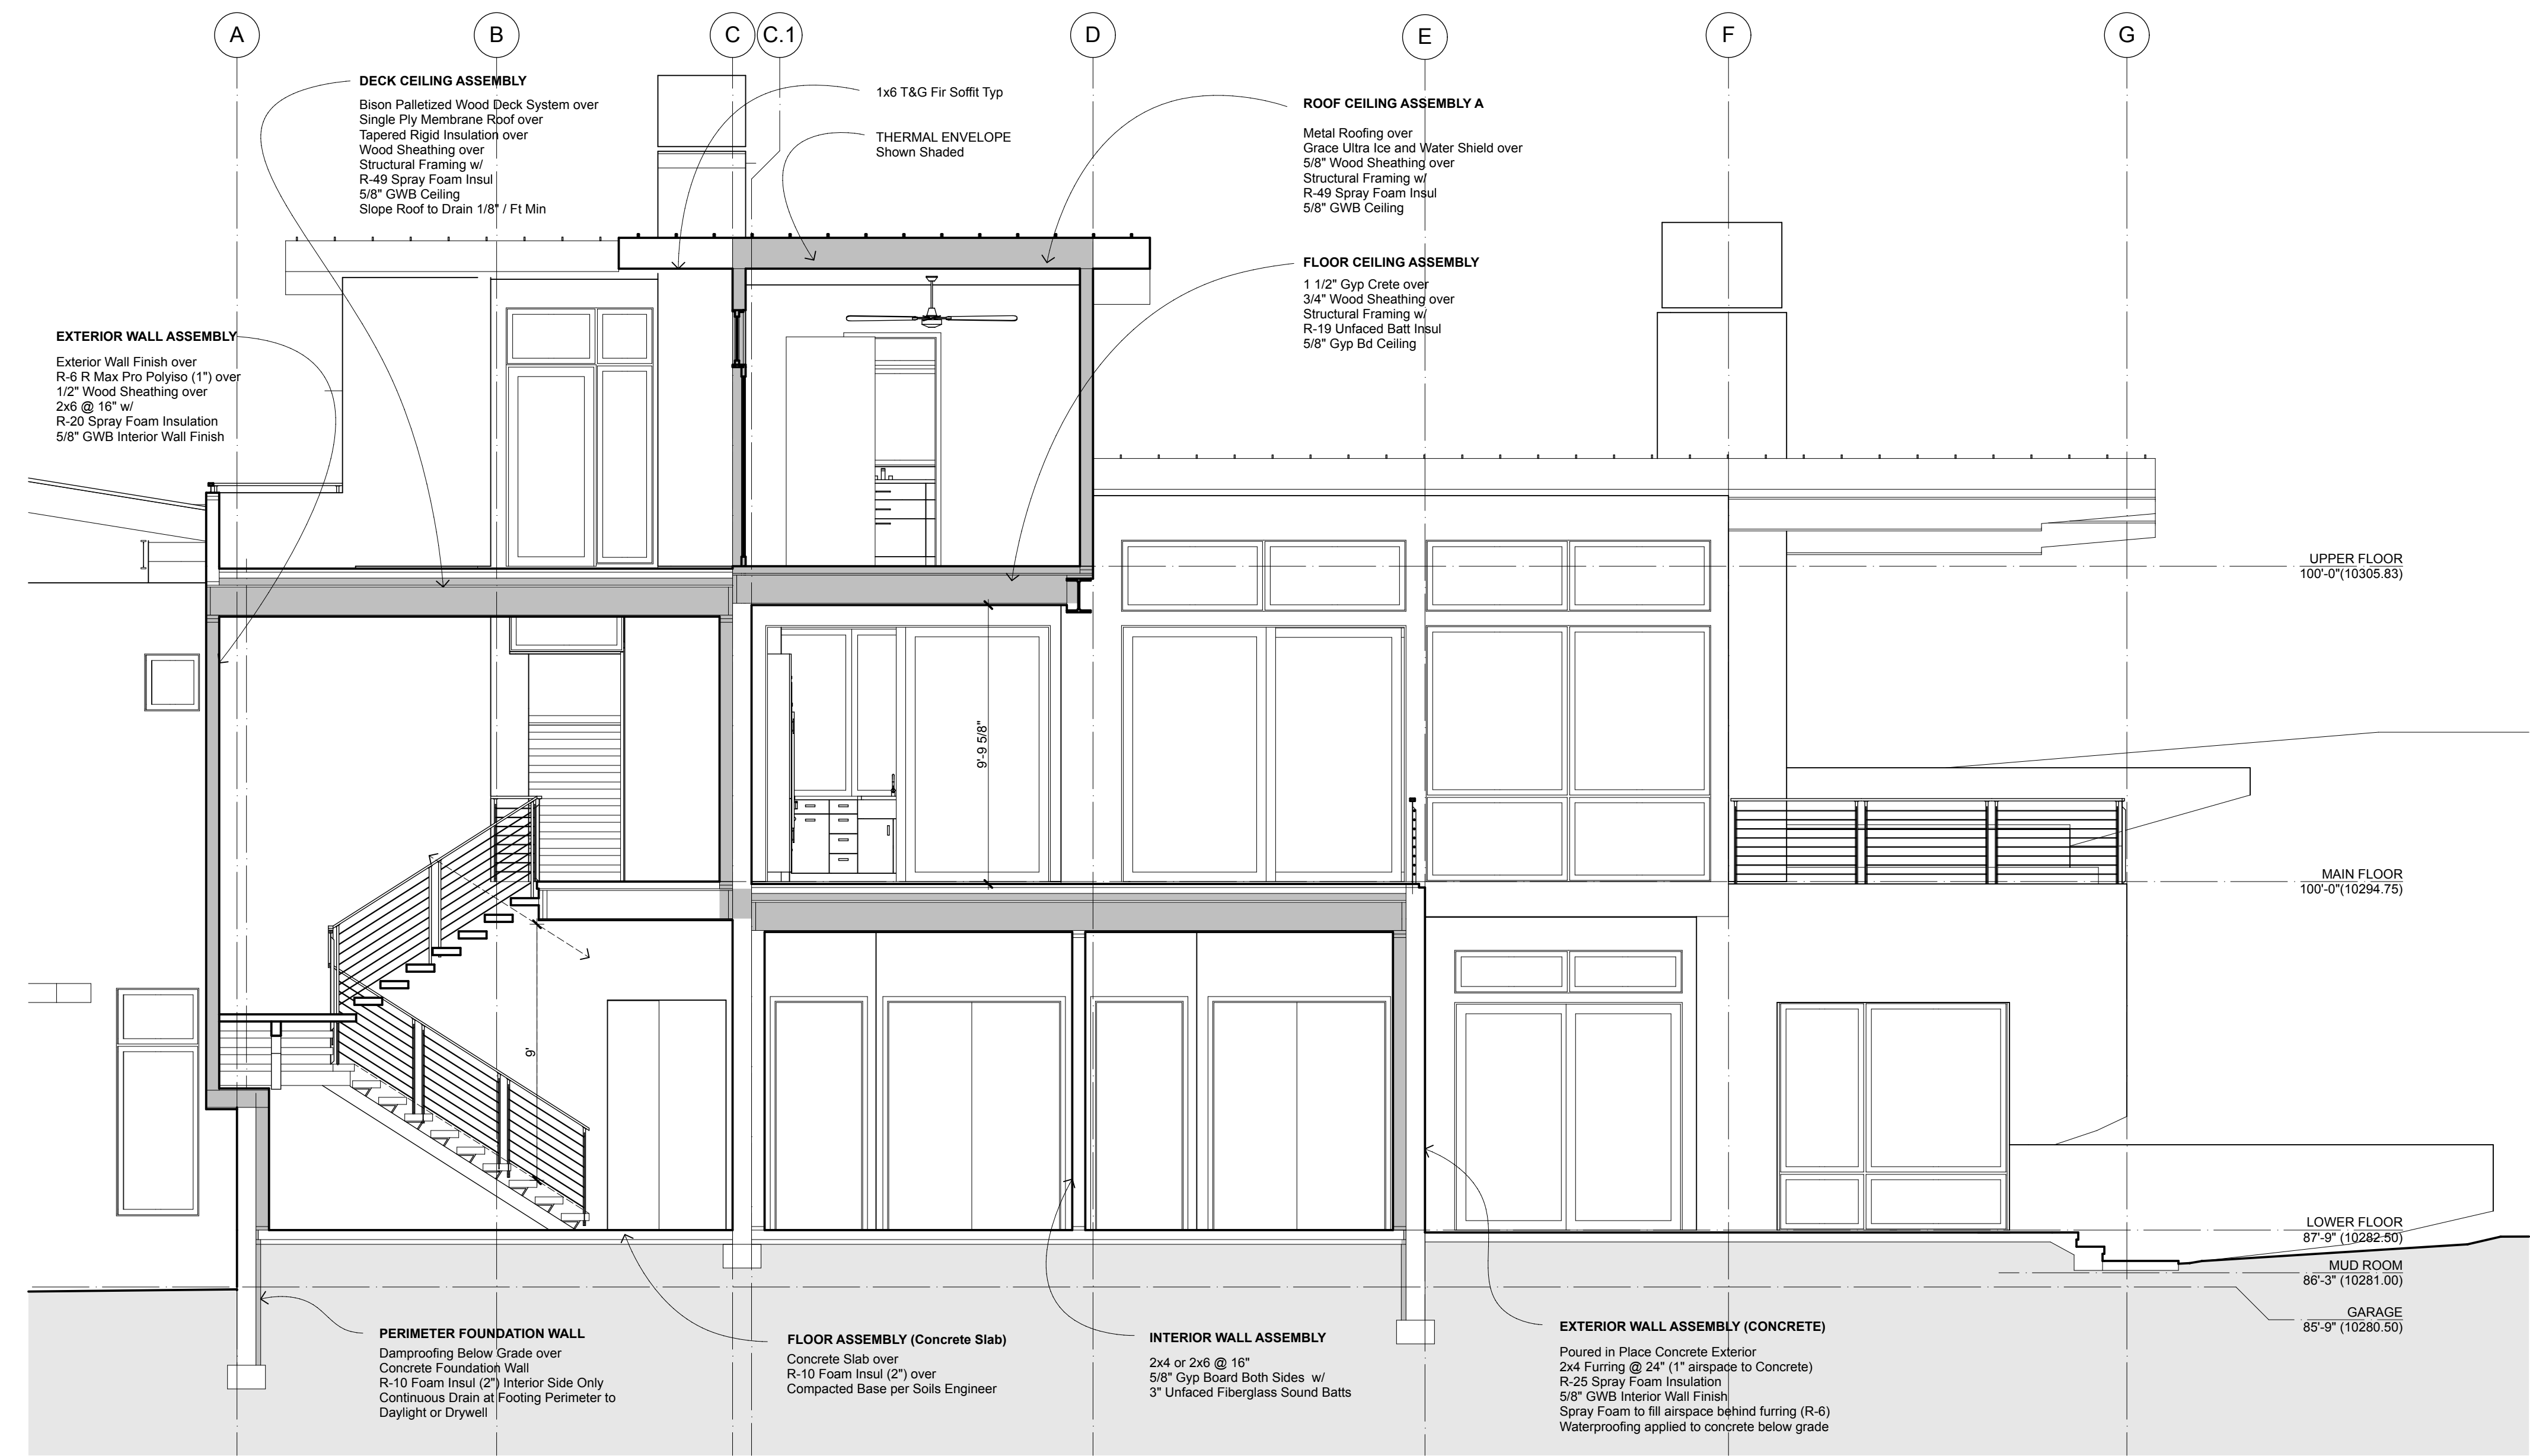 A
B
C
C.1
D
E
F
G
DECK CEILING ASSEMBLY
Bison Palletized Wood Deck System over
Single Ply Membrane Roof over
Tapered Rigid Insulation over
Wood Sheathing over
Structural Framing w/
R-49 Spray Foam Insul
5/8" GWB Ceiling
Slope Roof to Drain 1/8" / Ft Min
1x6 T&G Fir Soffit Typ
THERMAL ENVELOPE
Shown Shaded
ROOF CEILING ASSEMBLY A
Metal Roofing over
Grace Ultra Ice and Water Shield over
5/8" Wood Sheathing over
Structural Framing w/
R-49 Spray Foam Insul
5/8" GWB Ceiling
FLOOR CEILING ASSEMBLY
1 1/2" Gyp Crete over
3/4" Wood Sheathing over
Structural Framing w/
R-19 Unfaced Batt Insul
5/8" Gyp Bd Ceiling
EXTERIOR WALL ASSEMBLY
Exterior Wall Finish over
R-6 R Max Pro Polyiso (1") over
1/2" Wood Sheathing over
2x6 @ 16" w/
R-20 Spray Foam Insulation
5/8" GWB Interior Wall Finish
UPPER FLOOR
100'-0"(10305.83)
9'-9 5/8"
MAIN FLOOR
100'-0"(10294.75)
9'
LOWER FLOOR
87'-9" (10282.50)
MUD ROOM
86'-3" (10281.00)
GARAGE
85'-9" (10280.50)
PERIMETER FOUNDATION WALL
Damproofing Below Grade over
Concrete Foundation Wall
R-10 Foam Insul (2") Interior Side Only
Continuous Drain at Footing Perimeter to
Daylight or Drywell
FLOOR ASSEMBLY (Concrete Slab)
Concrete Slab over
R-10 Foam Insul (2") over
Compacted Base per Soils Engineer
INTERIOR WALL ASSEMBLY
2x4 or 2x6 @ 16"
5/8" Gyp Board Both Sides w/
3" Unfaced Fiberglass Sound Batts
EXTERIOR WALL ASSEMBLY (CONCRETE)
Poured in Place Concrete Exterior
2x4 Furring @ 24" (1" airspace to Concrete)
R-25 Spray Foam Insulation
5/8" GWB Interior Wall Finish
Spray Foam to fill airspace behind furring (R-6)
Waterproofing applied to concrete below grade